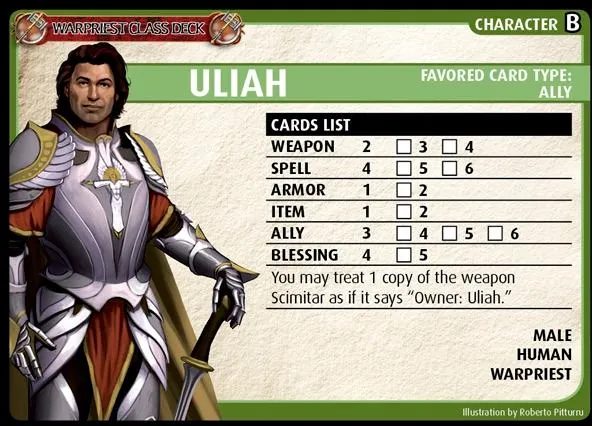 WARPRIEST CLASS DECK
CHARACTER B
ULIAH
FAVORED CARD TYPE:
ALLY
CARDS LIST
WEAPON 2 ☐ 3 ☐ 4
SPELL 4 ☐ 5 ☐ 6
ARMOR 1 ☐ 2
ITEM 1 ☐ 2
ALLY 3 ☐ 4 ☐ 5 ☐ 6
BLESSING 4 ☐ 5
You may treat 1 copy of the weapon
Scimitar as if it says “Owner: Uliah.”
MALE
HUMAN
WARPRIEST
Illustration by Roberto Pitturru